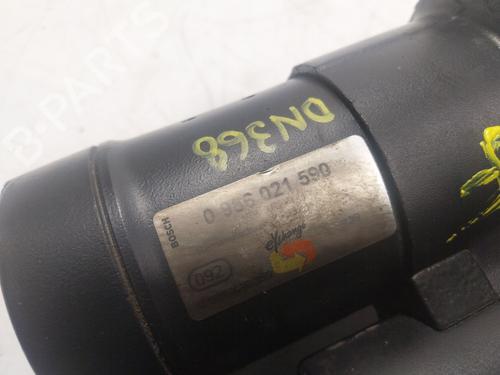 B-PARTS
DN368
0 986 021 590
BOSCH
eXchange
092